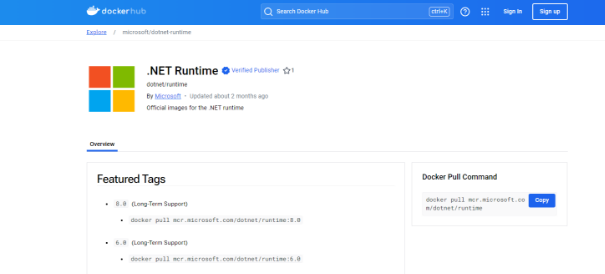 dockerhub
Search Docker Hub
ctrl+K
Sign In
Sign up
Explore / microsoft/dotnet-runtime
.NET Runtime Verified Publisher ☆1
dotnet/runtime
By Microsoft • Updated about 2 months ago
Official images for the .NET runtime
Overview
Featured Tags
• 8.0 (Long-Term Support)
• docker pull mcr.microsoft.com/dotnet/runtime:8.0
• 6.0 (Long-Term Support)
• docker pull mcr.microsoft.com/dotnet/runtime:6.0
Docker Pull Command
docker pull mcr.microsoft.co
m/dotnet/runtime
Copy